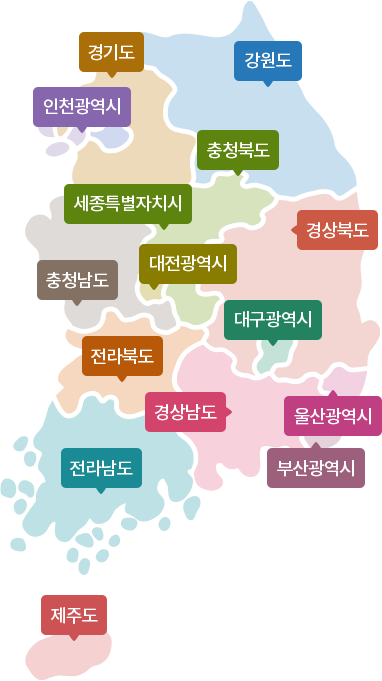 경기도
강원도
인천광역시
충청북도
세종특별자치시
경상북도
대전광역시
충청남도
대구광역시
전라북도
경상남도
울산광역시
전라남도
부산광역시
제주도